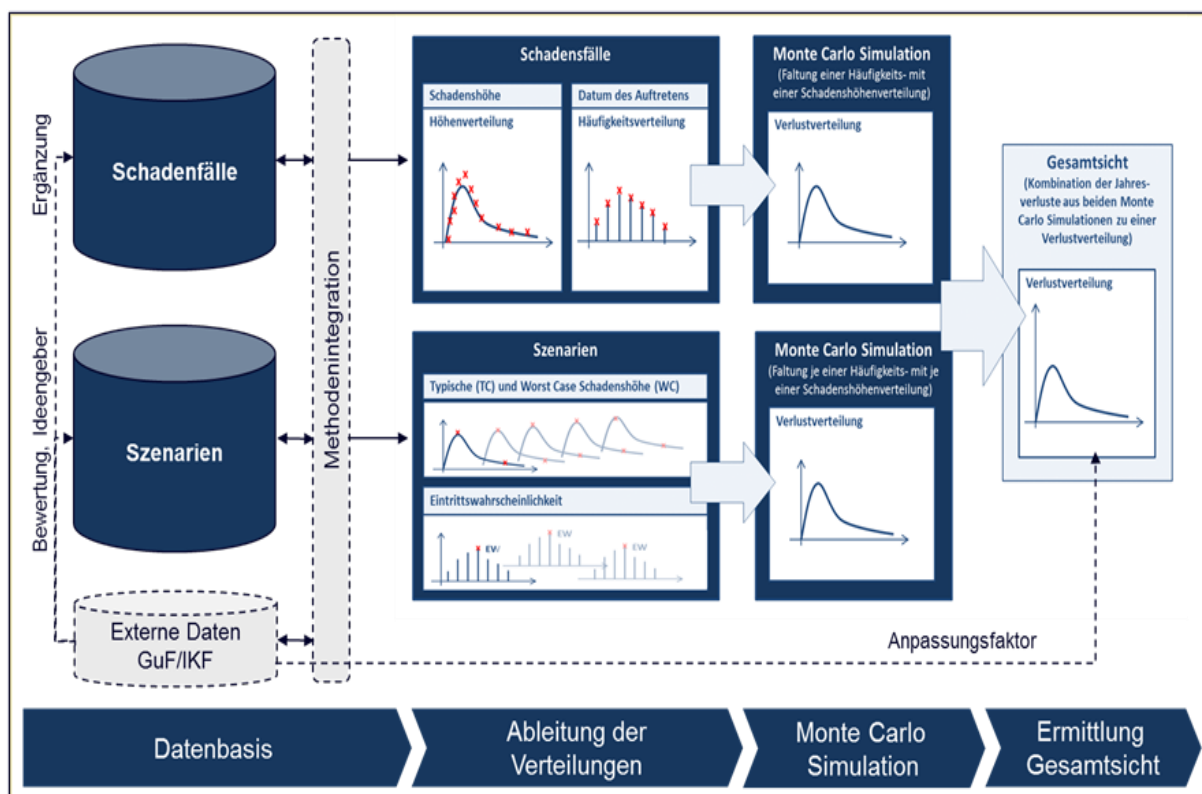 Ergänzung
Bewertung, Ideengeber
Schadenfälle
Szenarien
Externe Daten
GuF/IKF
Methodenintegration
Schadensfälle
Schadenshöhe
Höhenverteilung
Datum des Auftretens
Häufigkeitsverteilung
Monte Carlo Simulation
(Faltung einer Häufigkeits- mit
einer Schadenshöhenverteilung)
Verlustverteilung
Szenarien
Typische (TC) und Worst Case Schadenshöhe (WC)
Eintrittswahrscheinlichkeit
EW
EW
EW
Monte Carlo Simulation
(Faltung je einer Häufigkeits- mit je
einer Schadenshöhenverteilung)
Verlustverteilung
Gesamtsicht
(Kombination der Jahres-
verluste aus beiden Monte
Carlo Simulationen zu einer
Verlustverteilung)
Verlustverteilung
Anpassungsfaktor
Datenbasis
Ableitung der
Verteilungen
Monte Carlo
Simulation
Ermittlung
Gesamtsicht